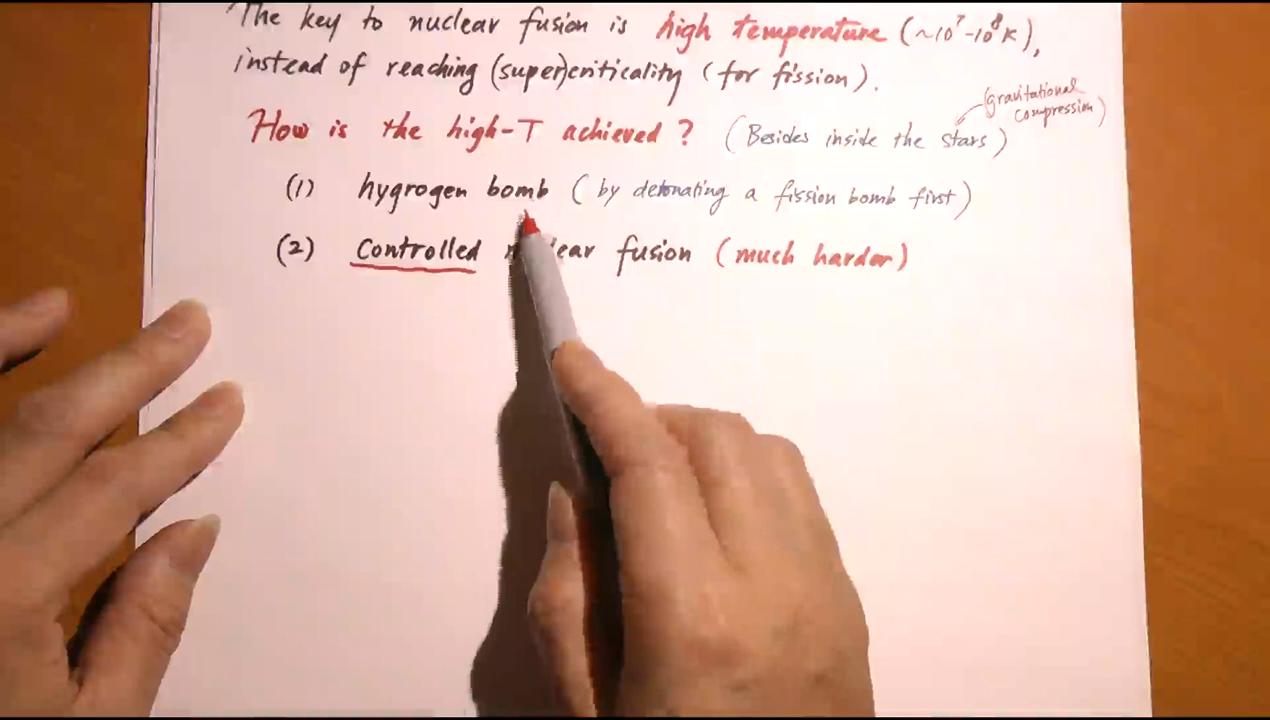 The key to nuclear fusion is high temperature (~10⁷-10⁸K),
instead of reaching (super)criticality (for fission).
(gravitational
compression)
How is the high-T achieved? (Besides inside the stars)
(1) hygrogen bomb (by detonating a fission bomb first)
(2) Controlled fusion (much harder)